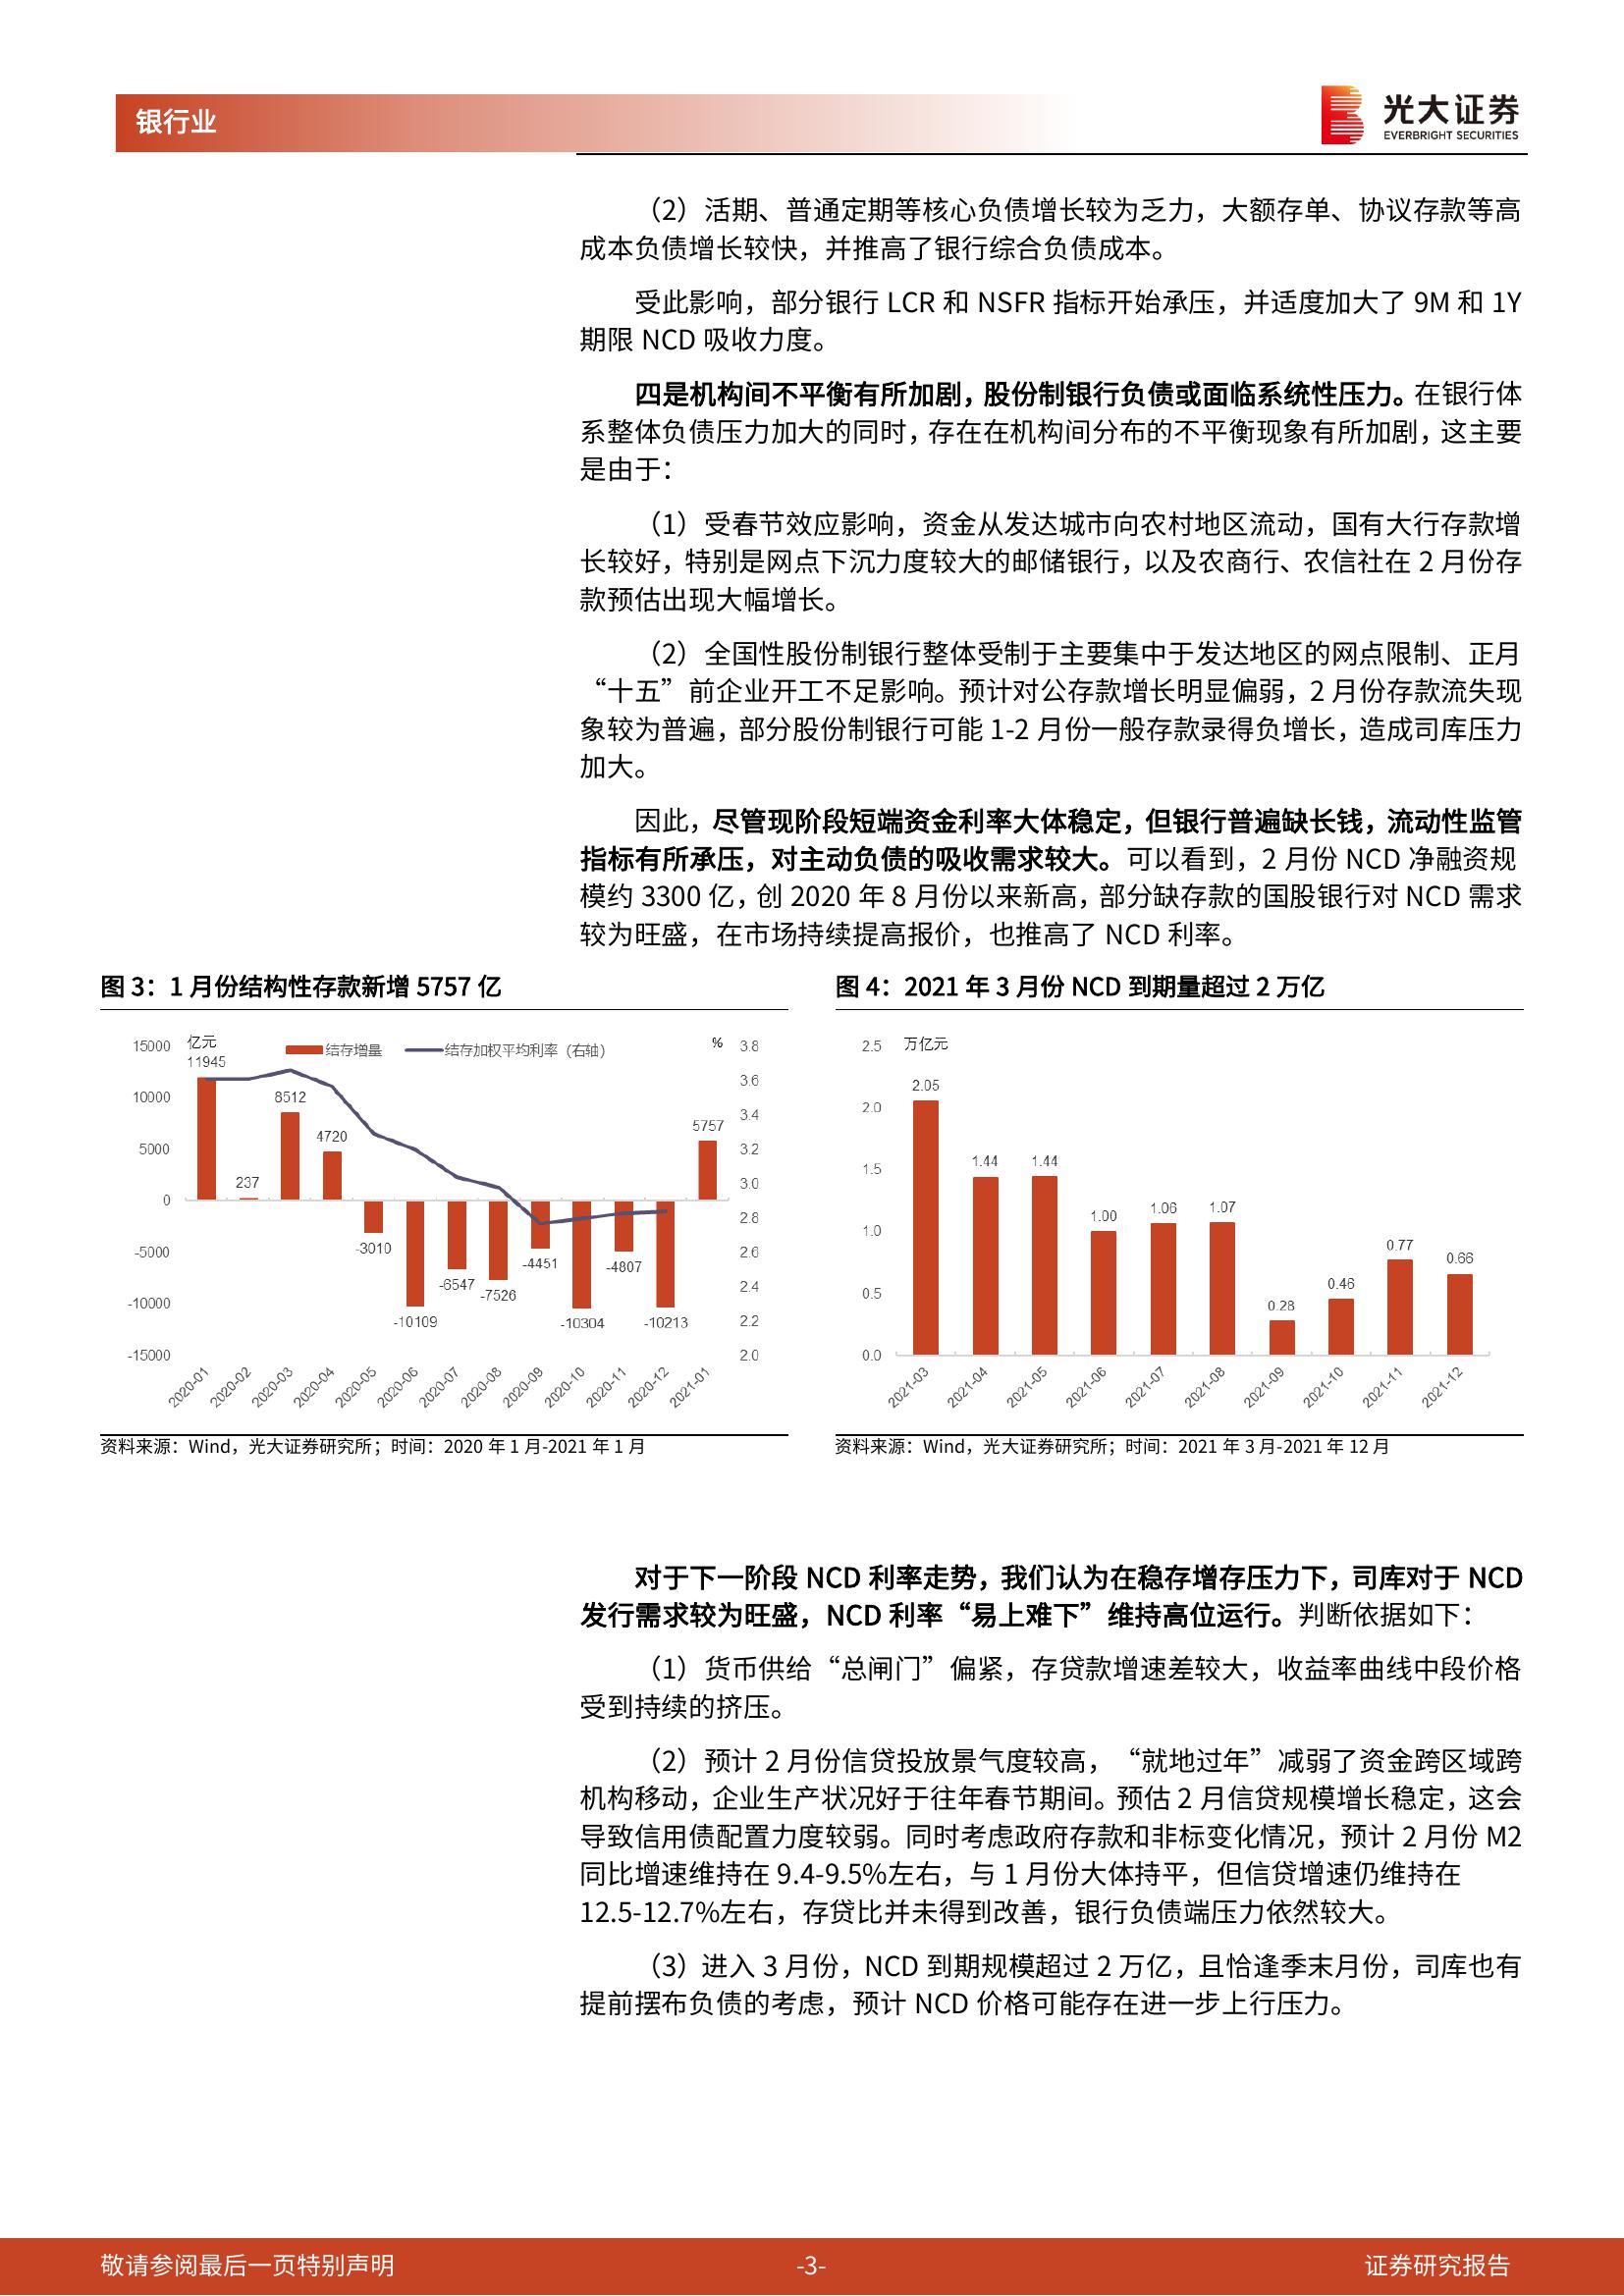 银行业
光大证券
EVERBRIGHT SECURITIES
（2）活期、普通定期等核心负债增长较为乏力，大额存单、协议存款等高
成本负债增长较快，并推高了银行综合负债成本。
受此影响，部分银行 LCR 和 NSFR 指标开始承压，并适度加大了 9M 和 1Y
期限 NCD 吸收力度。
四是机构间不平衡有所加剧，股份制银行负债或面临系统性压力。在银行体
系整体负债压力加大的同时，存在在机构间分布的不平衡现象有所加剧，这主要
是由于：
（1）受春节效应影响，资金从发达城市向农村地区流动，国有大行存款增
长较好，特别是网点下沉力度较大的邮储银行，以及农商行、农信社在 2 月份存
款预估出现大幅增长。
（2）全国性股份制银行整体受制于主要集中于发达地区的网点限制、正月
“十五”前企业开工不足影响。预计对公存款增长明显偏弱，2 月份存款流失现
象较为普遍，部分股份制银行可能 1-2 月份一般存款录得负增长，造成司库压力
加大。
因此，尽管现阶段短端资金利率大体稳定，但银行普遍缺长钱，流动性监管
指标有所承压，对主动负债的吸收需求较大。可以看到，2 月份 NCD 净融资规
模约 3300 亿，创 2020 年 8 月份以来新高，部分缺存款的国股银行对 NCD 需求
较为旺盛，在市场持续提高报价，也推高了 NCD 利率。
图 3：1 月份结构性存款新增 5757 亿
亿元
结存增量
结存加权平均利率（右轴）
%
15000
10000
5000
0
-5000
-10000
-15000
11945
237
8512
4720
-3010
-10109
-6547
-7526
-4451
-10304
-4807
-10213
5757
3.8
3.6
3.4
3.2
3.0
2.8
2.6
2.4
2.2
2.0
2020-01
2020-02
2020-03
2020-04
2020-05
2020-06
2020-07
2020-08
2020-09
2020-10
2020-11
2020-12
2021-01
资料来源：Wind，光大证券研究所；时间：2020 年 1 月-2021 年 1 月
图 4：2021 年 3 月份 NCD 到期量超过 2 万亿
万亿元
2.5
2.0
1.5
1.0
0.5
0.0
2.05
1.44
1.44
1.00
1.06
1.07
0.28
0.46
0.77
0.66
2021-03
2021-04
2021-05
2021-06
2021-07
2021-08
2021-09
2021-10
2021-11
2021-12
资料来源：Wind，光大证券研究所；时间：2021 年 3 月-2021 年 12 月
对于下一阶段 NCD 利率走势，我们认为在稳存增存压力下，司库对于 NCD
发行需求较为旺盛，NCD 利率“易上难下”维持高位运行。判断依据如下：
（1）货币供给“总闸门”偏紧，存贷款增速差较大，收益率曲线中段价格
受到持续的挤压。
（2）预计 2 月份信贷投放景气度较高，“就地过年”减弱了资金跨区域跨
机构移动，企业生产状况好于往年春节期间。预估 2 月信贷规模增长稳定，这会
导致信用债配置力度较弱。同时考虑政府存款和非标变化情况，预计 2 月份 M2
同比增速维持在 9.4-9.5%左右，与 1 月份大体持平，但信贷增速仍维持在
12.5-12.7%左右，存贷比并未得到改善，银行负债端压力依然较大。
（3）进入 3 月份，NCD 到期规模超过 2 万亿，且恰逢季末月份，司库也有
提前摆布负债的考虑，预计 NCD 价格可能存在进一步上行压力。
敬请参阅最后一页特别声明
-3-
证券研究报告